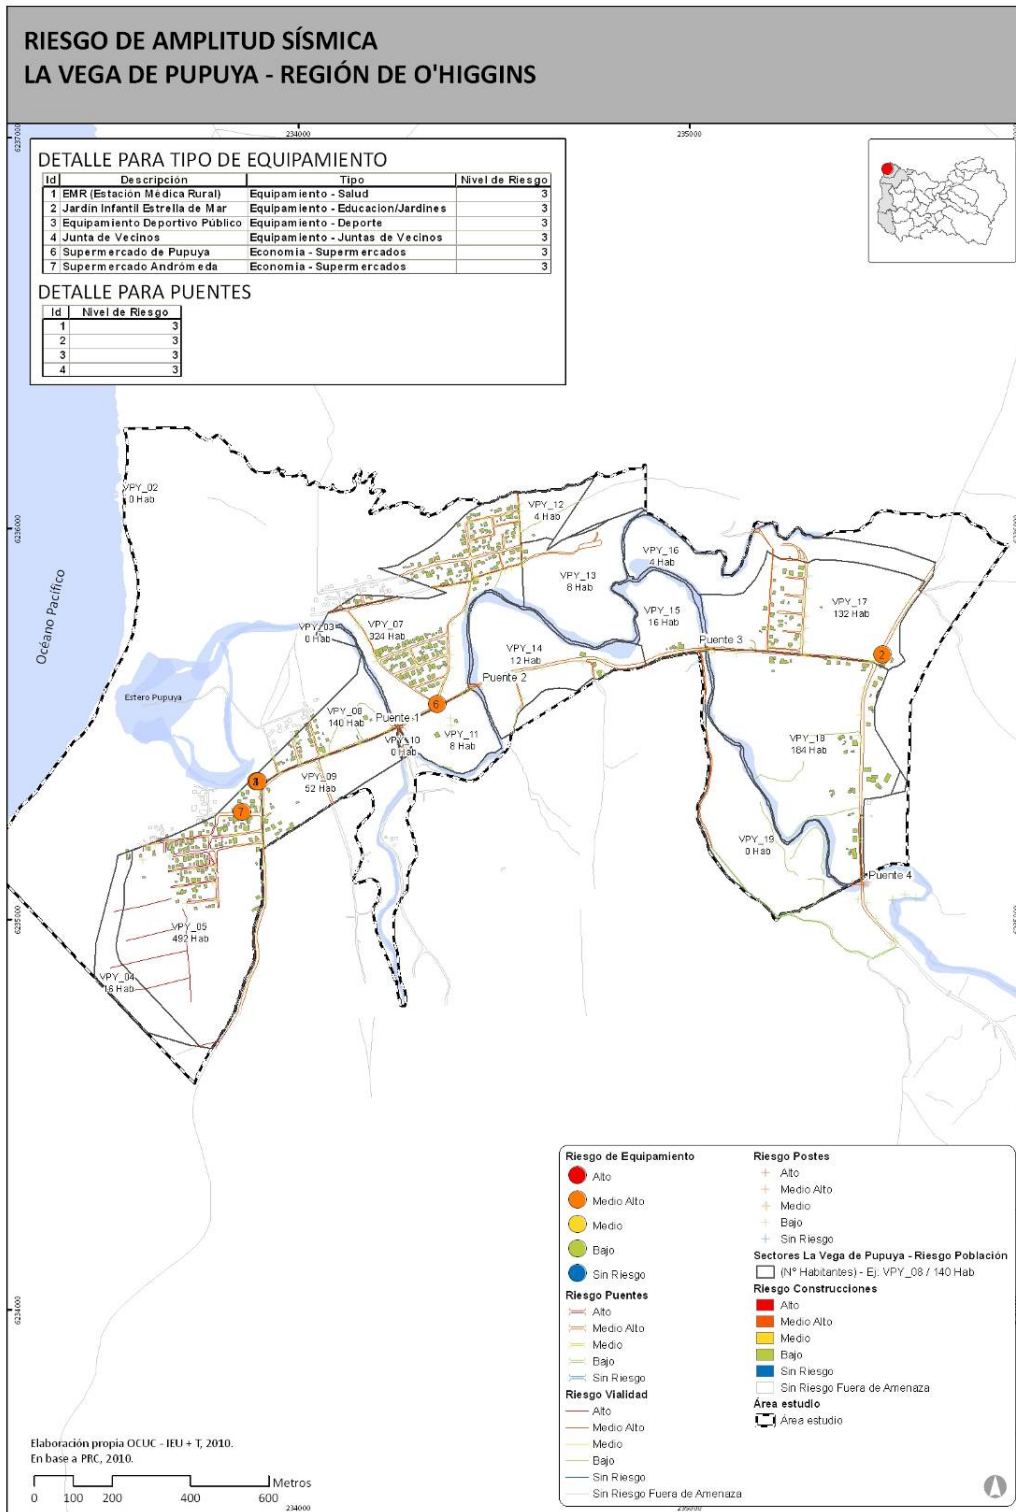 RIESGO DE AMPLITUD SÍSMICA
LA VEGA DE PUPUYA - REGIÓN DE O'HIGGINS
234000
235000
6237000
DETALLE PARA TIPO DE EQUIPAMIENTO
Id Descripción Tipo Nivel de Riesgo
1 EMR (Estación Médica Rural) Equipamiento - Salud 3
2 Jardín Infantil Estrella de Mar Equipamiento - Educacion/Jardines 3
3 Equipamiento Deportivo Público Equipamiento - Deporte 3
4 Junta de Vecinos Equipamiento - Juntas de Vecinos 3
6 Supermercado de Pupuya Economia - Supermercados 3
7 Supermercado Andrómeda Economia - Supermercados 3
DETALLE PARA PUENTES
Id Nivel de Riesgo
1 3
2 3
3 3
4 3
VPY_02
0 Hab
VPY_12
4 Hab
6236000
VPY_16
4 Hab
VPY_13
8 Hab
VPY_17
132 Hab
Océano Pacífico
VPY_03
0 Hab
VPY_07
324 Hab
VPY_15
16 Hab
Puente 3
VPY_14
12 Hab
2
Puente 2
Estero Pupuya
6
VPY_08
140 Hab
Puente 1
VPY_10
0 Hab
VPY_11
8 Hab
VPY_18
184 Hab
VPY_09
52 Hab
7
VPY_19
0 Hab
Puente 4
6235000
VPY_05
492 Hab
VPY_04
16 Hab
6234000
Riesgo de Equipamiento
Alto
Medio Alto
Medio
Bajo
Sin Riesgo
Riesgo Puentes
Alto
Medio Alto
Medio
Bajo
Sin Riesgo
Riesgo Vialidad
Alto
Medio Alto
Medio
Bajo
Sin Riesgo
Sin Riesgo Fuera de Amenaza
Riesgo Postes
Alto
Medio Alto
Medio
Bajo
Sin Riesgo
Sectores La Vega de Pupuya - Riesgo Población
(Nº Habitantes) - Ej: VPY_08 / 140 Hab
Riesgo Construcciones
Alto
Medio Alto
Medio
Bajo
Sin Riesgo
Sin Riesgo Fuera de Amenaza
Área estudio
Área estudio
Elaboración propia OCUC - IEU + T, 2010.
En base a PRC, 2010.
Metros
0 100 200 400 600
234000
235000